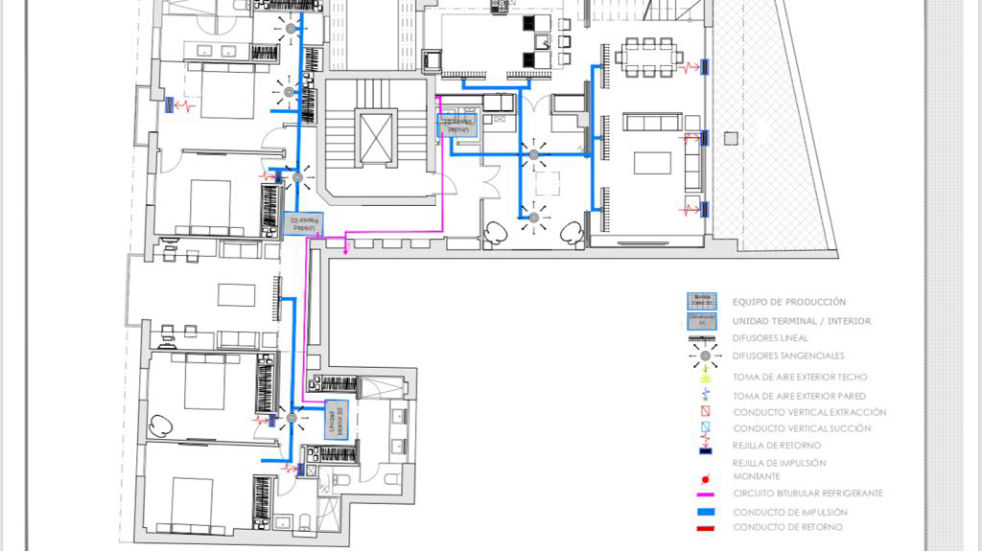 Unidad
Interior 01
Unidad
Interior 02
Unidad
Interior 02
EQUIPO DE PRODUCCIÓN
UNIDAD TERMINAL / INTERIOR
DIFUSORES LINEAL
DIFUSORES TANGENCIALES
TOMA DE AIRE EXTERIOR TECHO
TOMA DE AIRE EXTERIOR PARED
CONDUCTO VERTICAL EXTRACCIÓN
CONDUCTO VERTICAL SUCCIÓN
REJILLA DE RETORNO
REJILLA DE IMPULSIÓN
MONTANTE
CIRCUITO BITUBULAR REFRIGERANTE
CONDUCTO DE IMPULSIÓN
CONDUCTO DE RETORNO